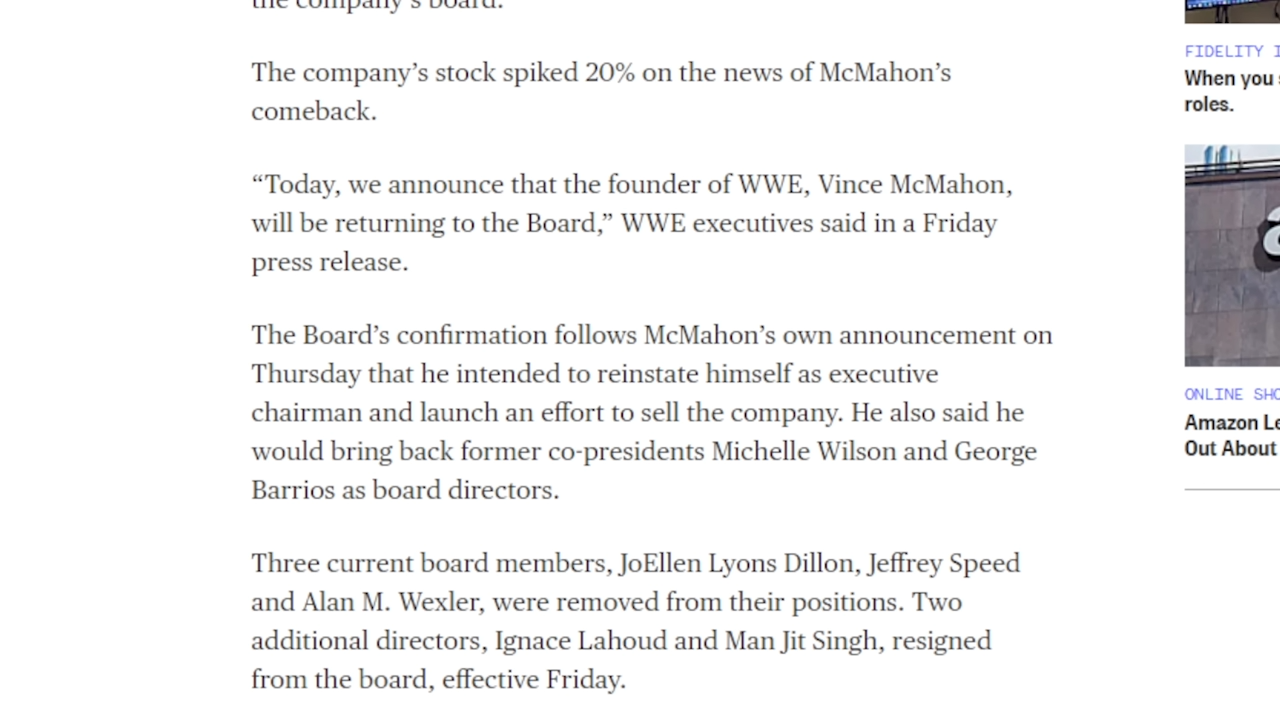 the company's board.
The company’s stock spiked 20% on the news of McMahon’s
comeback.
“Today, we announce that the founder of WWE, Vince McMahon,
will be returning to the Board,” WWE executives said in a Friday
press release.
The Board’s confirmation follows McMahon’s own announcement on
Thursday that he intended to reinstate himself as executive
chairman and launch an effort to sell the company. He also said he
would bring back former co-presidents Michelle Wilson and George
Barrios as board directors.
Three current board members, JoEllen Lyons Dillon, Jeffrey Speed
and Alan M. Wexler, were removed from their positions. Two
additional directors, Ignace Lahoud and Man Jit Singh, resigned
from the board, effective Friday.
FIDELITY
When you
roles.
ONLINE SHO
Amazon Le
Out About